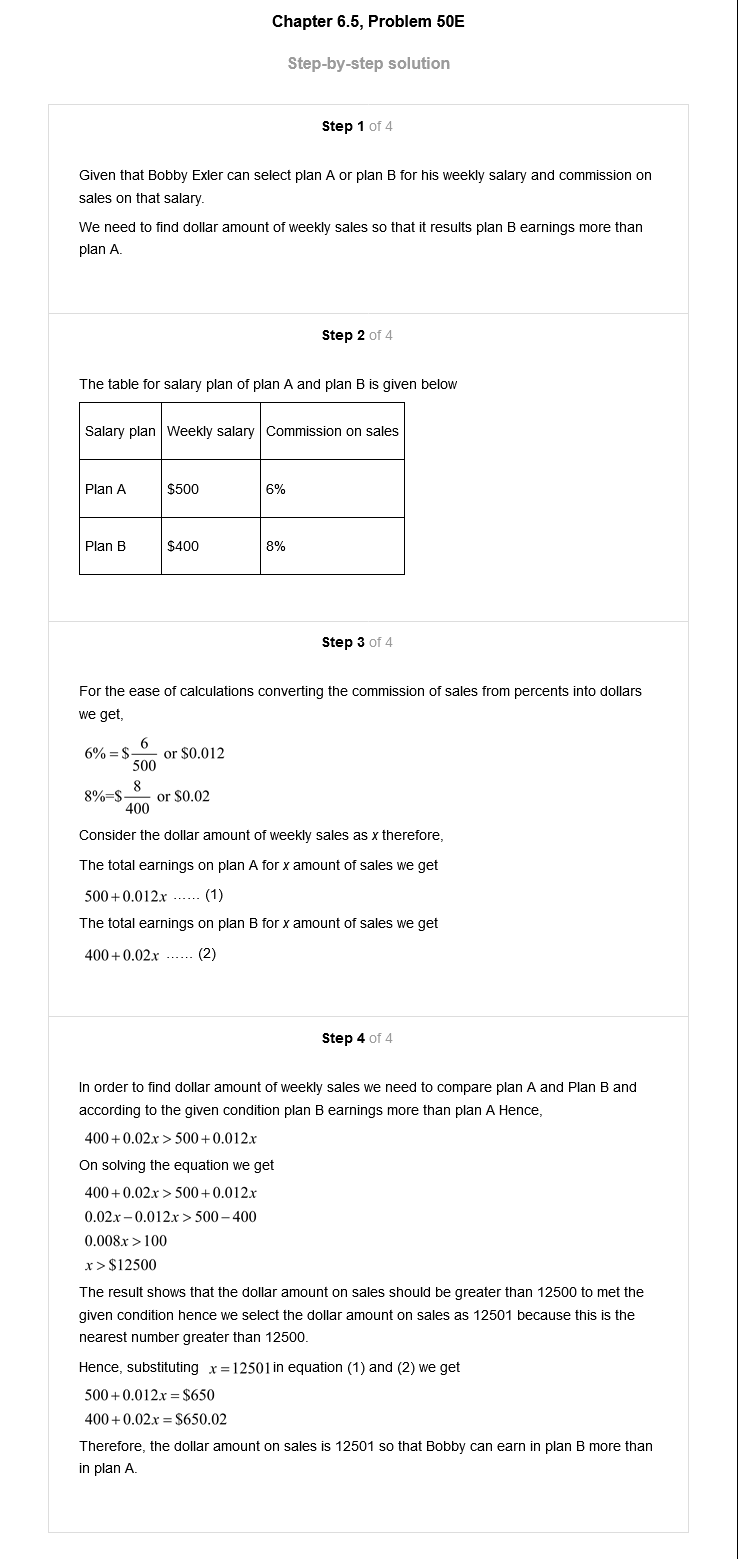 Chapter 6.5, Problem 50E
Step-by-step solution
Step 1 of 4
Given that Bobby Exler can select plan A or plan B for his weekly salary and commission on
sales on that salary.
We need to find dollar amount of weekly sales so that it results plan B earnings more than
plan A.
Step 2 of 4
The table for salary plan of plan A and plan B is given below
Salary plan Weekly salary Commission on sales
Plan A $500 6%
Plan B $400 8%
Step 3 of 4
For the ease of calculations converting the commission of sales from percents into dollars
we get,
6% = $6/500 or $0.012
8%=$8/400 or $0.02
Consider the dollar amount of weekly sales as x therefore,
The total earnings on plan A for x amount of sales we get
500+0.012x ...... (1)
The total earnings on plan B for x amount of sales we get
400+0.02x ...... (2)
Step 4 of 4
In order to find dollar amount of weekly sales we need to compare plan A and Plan B and
according to the given condition plan B earnings more than plan A Hence,
400+0.02x > 500+0.012x
On solving the equation we get
400+0.02x > 500+0.012x
0.02x−0.012x > 500−400
0.008x > 100
x > $12500
The result shows that the dollar amount on sales should be greater than 12500 to met the
given condition hence we select the dollar amount on sales as 12501 because this is the
nearest number greater than 12500.
Hence, substituting x = 12501 in equation (1) and (2) we get
500+0.012x = $650
400+0.02x = $650.02
Therefore, the dollar amount on sales is 12501 so that Bobby can earn in plan B more than
in plan A.